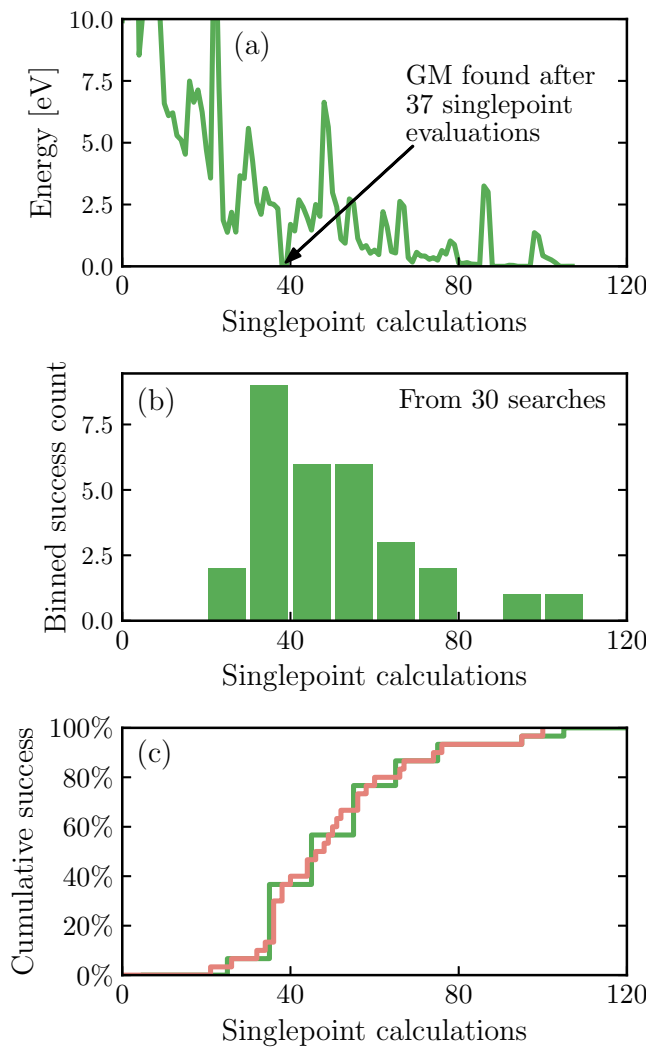 10.0
7.5
5.0
2.5
0.0
Energy [eV]
(a)
GM found after
37 singlepoint
evaluations
0 40 80 120
Singlepoint calculations
7.5
5.0
2.5
0.0
Binned success count
(b)
From 30 searches
0 40 80 120
Singlepoint calculations
100%
80%
60%
40%
20%
0%
Cumulative success
(c)
0 40 80 120
Singlepoint calculations